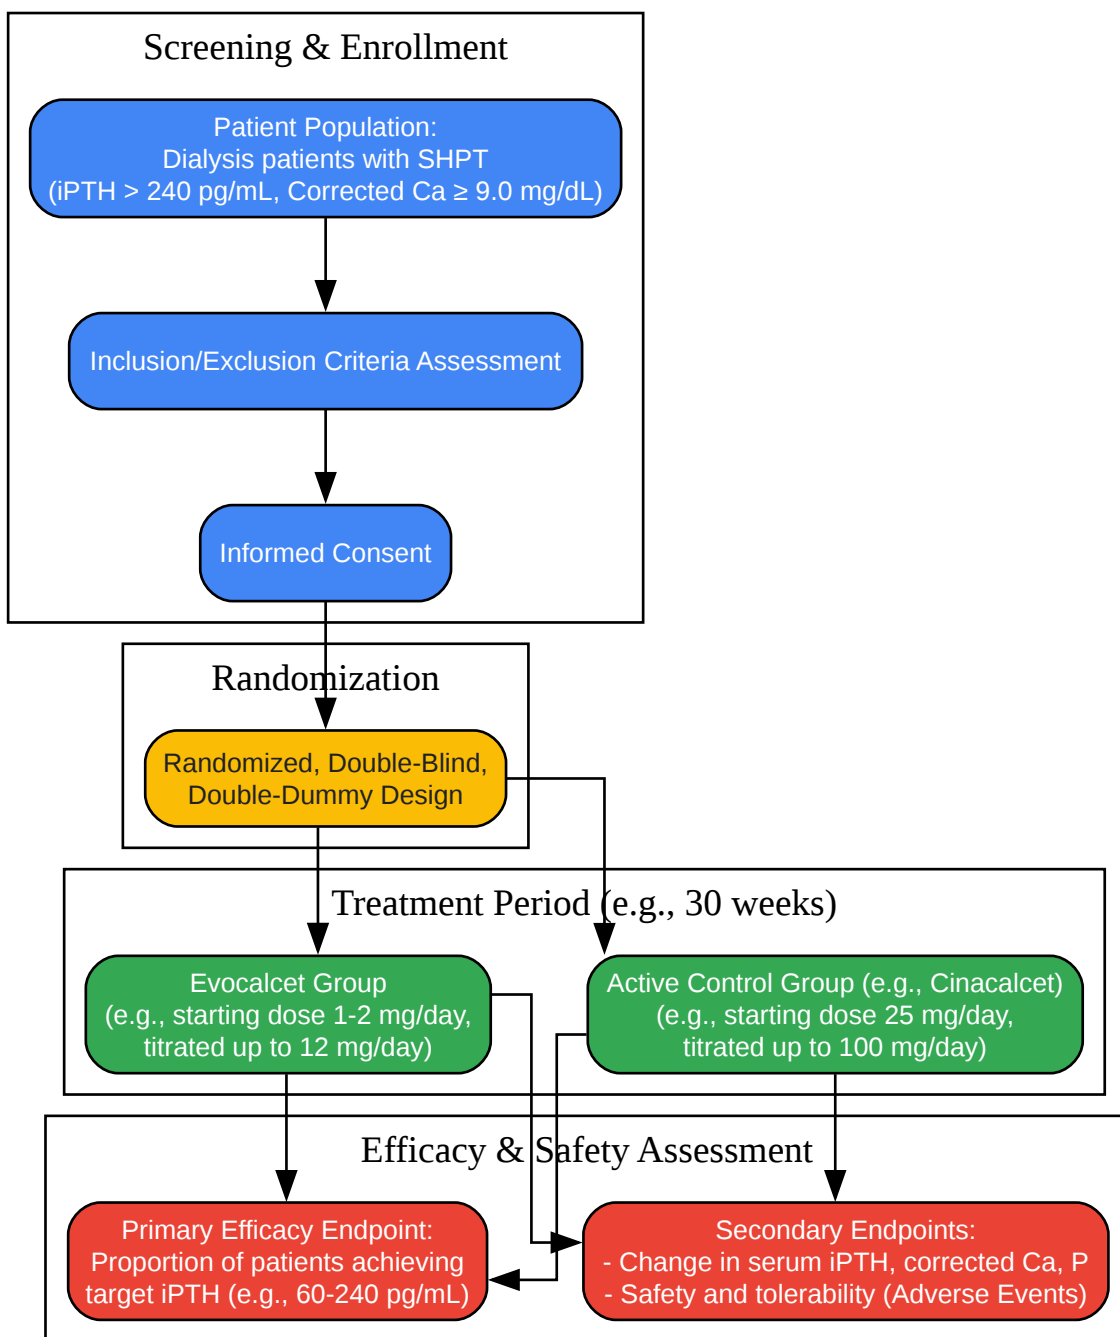 Screening & Enrollment
Patient Population:
Dialysis patients with SHPT
(iPTH > 240 pg/mL, Corrected Ca ≥ 9.0 mg/dL)
Inclusion/Exclusion Criteria Assessment
Informed Consent
Randomization
Randomized, Double-Blind,
Double-Dummy Design
Treatment Period (e.g., 30 weeks)
Evocalcet Group
(e.g., starting dose 1-2 mg/day,
titrated up to 12 mg/day)
Active Control Group (e.g., Cinacalcet)
(e.g., starting dose 25 mg/day,
titrated up to 100 mg/day)
Efficacy & Safety Assessment
Primary Efficacy Endpoint:
Proportion of patients achieving
target iPTH (e.g., 60-240 pg/mL)
Secondary Endpoints:
- Change in serum iPTH, corrected Ca, P
- Safety and tolerability (Adverse Events)